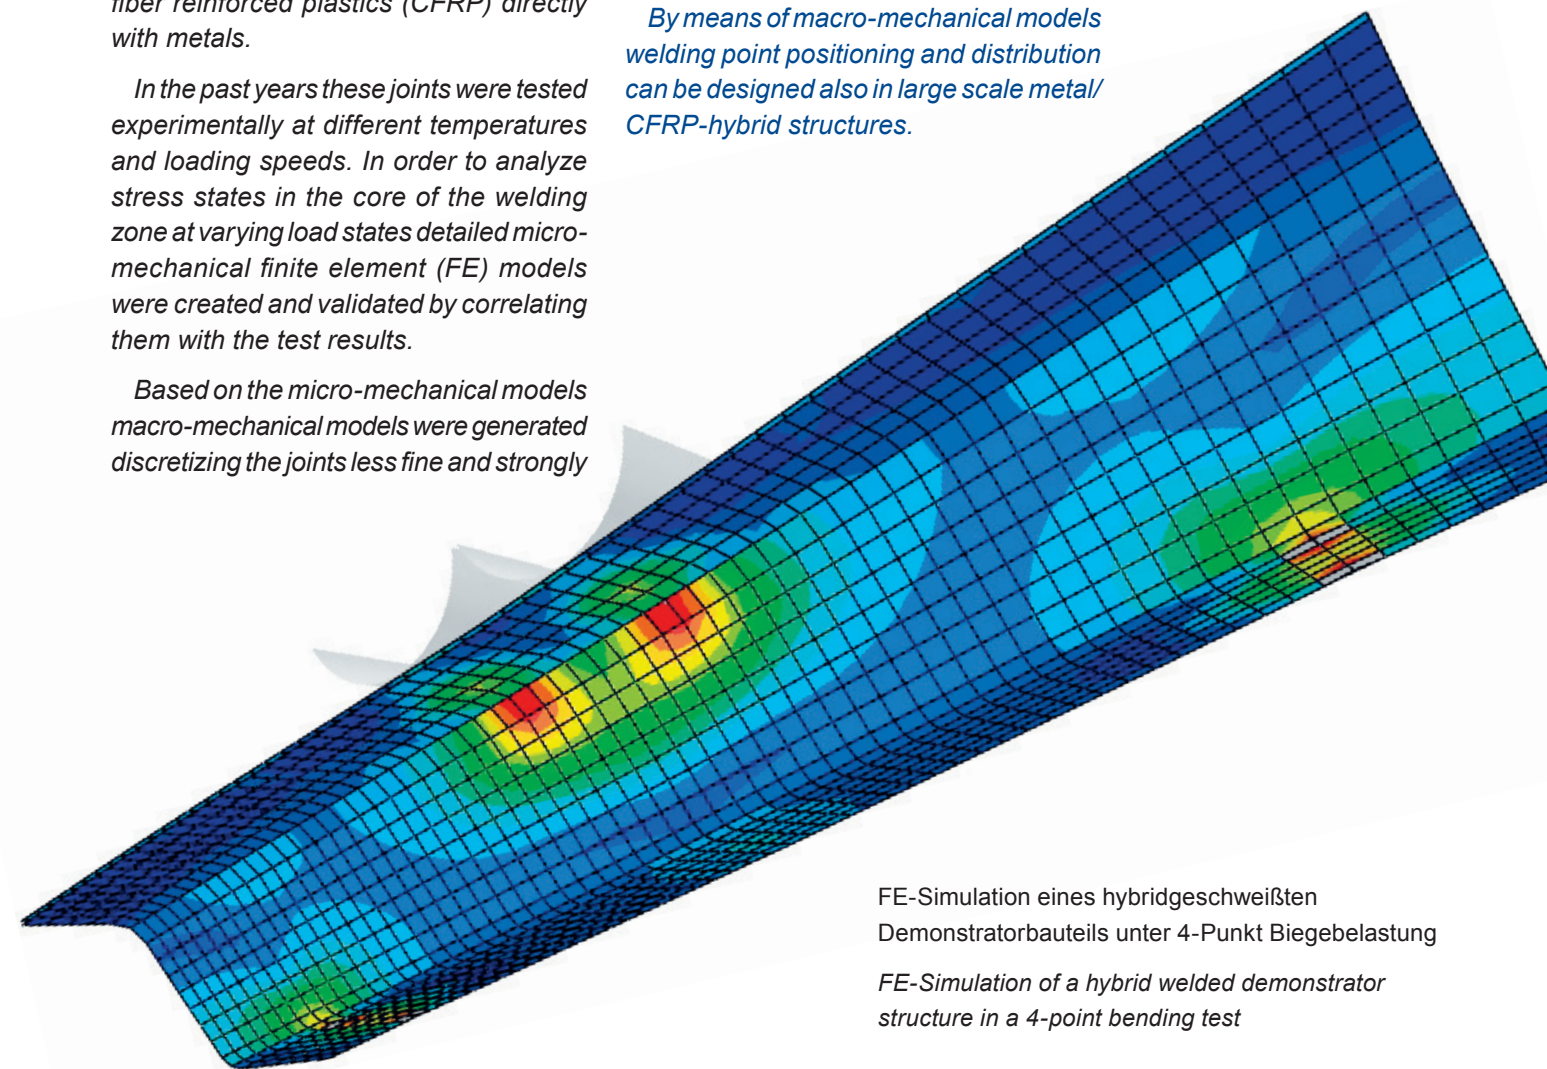 fiber reinforced plastics (CFRP) directly
with metals.
In the past years these joints were tested
experimentally at different temperatures
and loading speeds. In order to analyze
stress states in the core of the welding
zone at varying load states detailed micro-
mechanical finite element (FE) models
were created and validated by correlating
them with the test results.
Based on the micro-mechanical models
macro-mechanical models were generated
discretizing the joints less fine and strongly
By means of macro-mechanical models
welding point positioning and distribution
can be designed also in large scale metal/
CFRP-hybrid structures.
FE-Simulation eines hybridgeschweißten
Demonstratorbauteils unter 4-Punkt Biegebelastung
FE-Simulation of a hybrid welded demonstrator
structure in a 4-point bending test